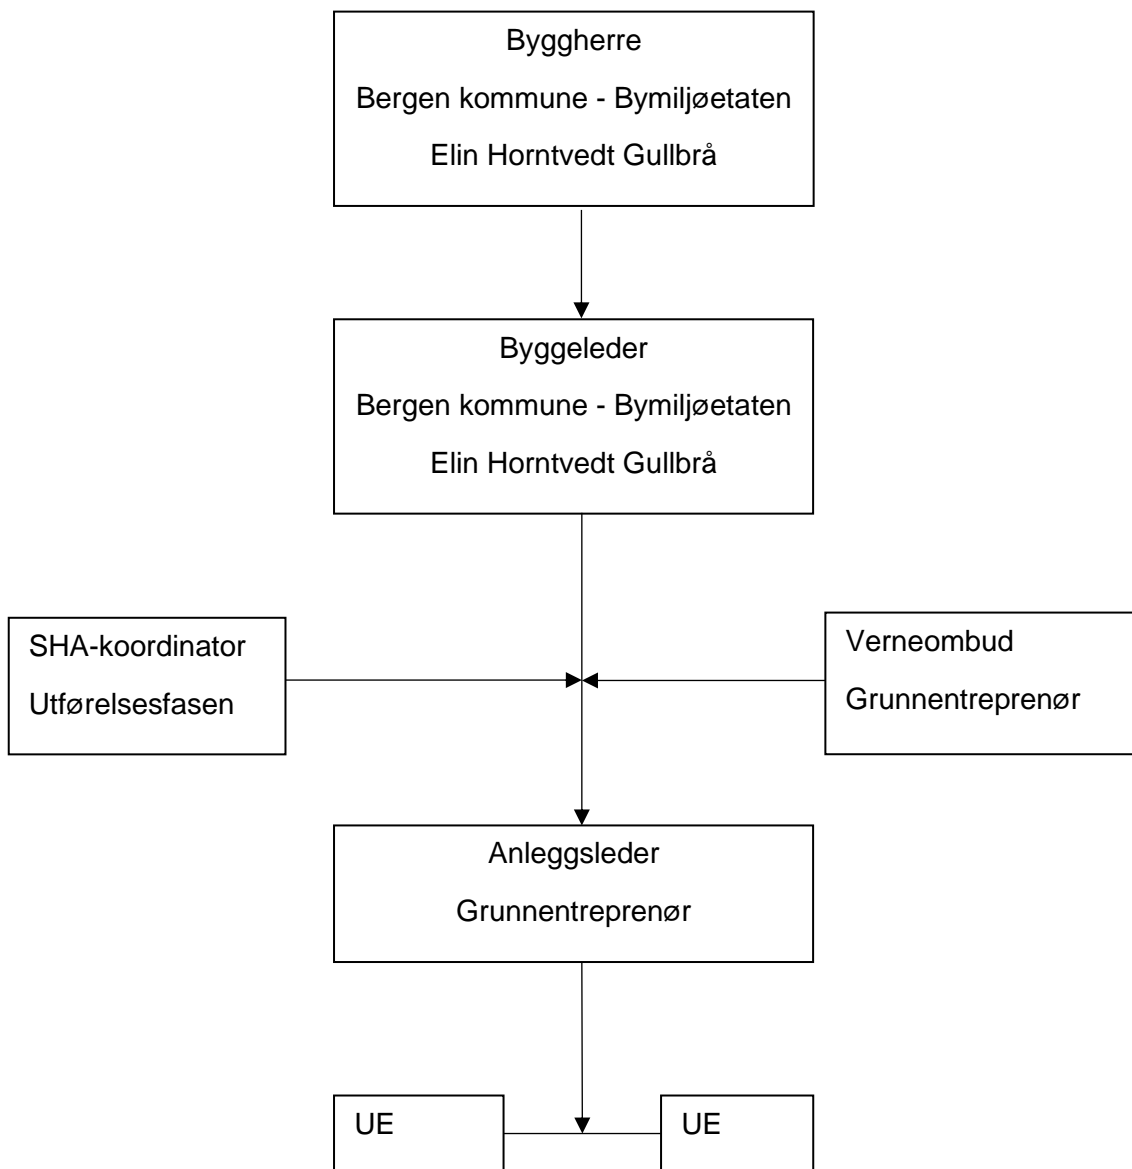 Byggherre
Bergen kommune - Bymiljøetaten
Elin Horntvedt Gullbrå
Byggeleder
Bergen kommune - Bymiljøetaten
Elin Horntvedt Gullbrå
SHA-koordinator
Utførelsesfasen
Verneombud
Grunnentreprenør
Anleggsleder
Grunnentreprenør
UE
UE